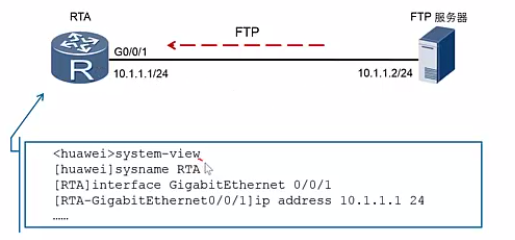 RTA
FTP 服务器
FTP
G0/0/1
R
10.1.1.1/24
10.1.1.2/24
<huawei>system-view
[huawei]sysname RTA
[RTA]interface GigabitEthernet 0/0/1
[RTA-GigabitEthernet0/0/1]ip address 10.1.1.1 24
……